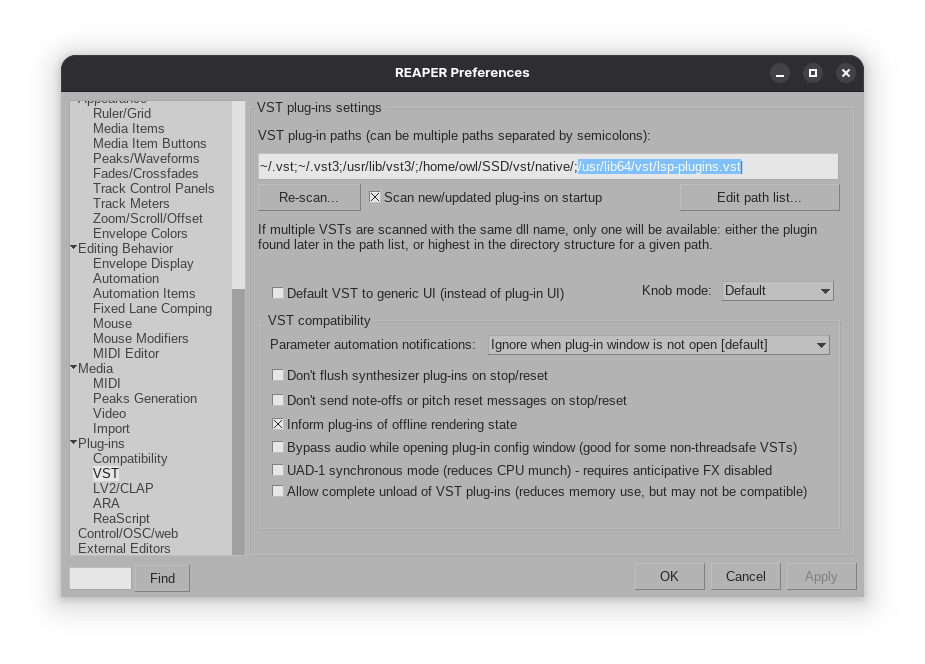 REAPER Preferences
Appearance
Ruler/Grid
Media Items
Media Item Buttons
Peaks/Waveforms
Fades/Crossfades
Track Control Panels
Track Meters
Zoom/Scroll/Offset
Envelope Colors
Editing Behavior
Envelope Display
Automation
Automation Items
Fixed Lane Comping
Mouse
Mouse Modifiers
MIDI Editor
Media
MIDI
Peaks Generation
Video
Import
Plug-ins
Compatibility
VST
LV2/CLAP
ARA
ReaScript
Control/OSC/web
External Editors
Find
VST plug-ins settings
VST plug-in paths (can be multiple paths separated by semicolons):
~/.vst;~/.vst3;/usr/lib/vst3/;/home/owl/SSD/vst/native/;/usr/lib64/vst/lsp-plugins.vst
Re-scan...
Scan new/updated plug-ins on startup
Edit path list...
If multiple VSTs are scanned with the same dll name, only one will be available: either the plugin
found later in the path list, or highest in the directory structure for a given path.
Default VST to generic UI (instead of plug-in UI)
Knob mode:
Default
VST compatibility
Parameter automation notifications:
Ignore when plug-in window is not open [default]
Don't flush synthesizer plug-ins on stop/reset
Don't send note-offs or pitch reset messages on stop/reset
Inform plug-ins of offline rendering state
Bypass audio while opening plug-in config window (good for some non-threadsafe VSTs)
UAD-1 synchronous mode (reduces CPU munch) - requires anticipative FX disabled
Allow complete unload of VST plug-ins (reduces memory use, but may not be compatible)
OK
Cancel
Apply